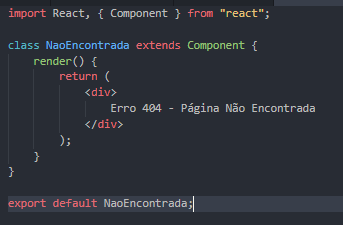 import React, { Component } from "react";
class NaoEncontrada extends Component {
render() {
return (
<div>
Erro 404 - Página Não Encontrada
</div>
);
}
}
export default NaoEncontrada;